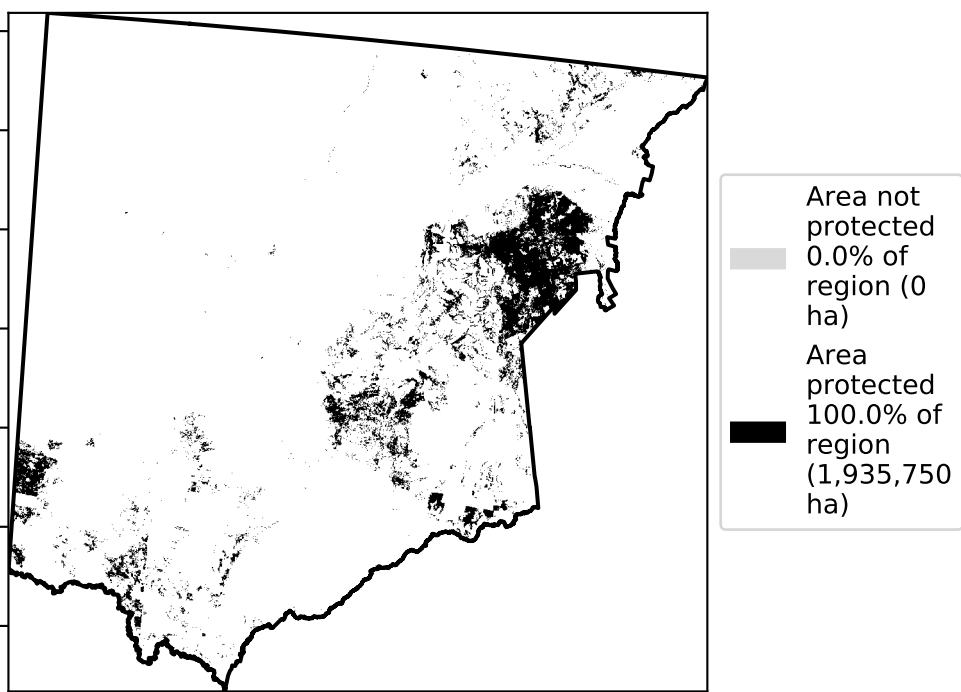 Area not
protected
0.0% of
region (0
ha)
Area
protected
100.0% of
region
(1,935,750
ha)